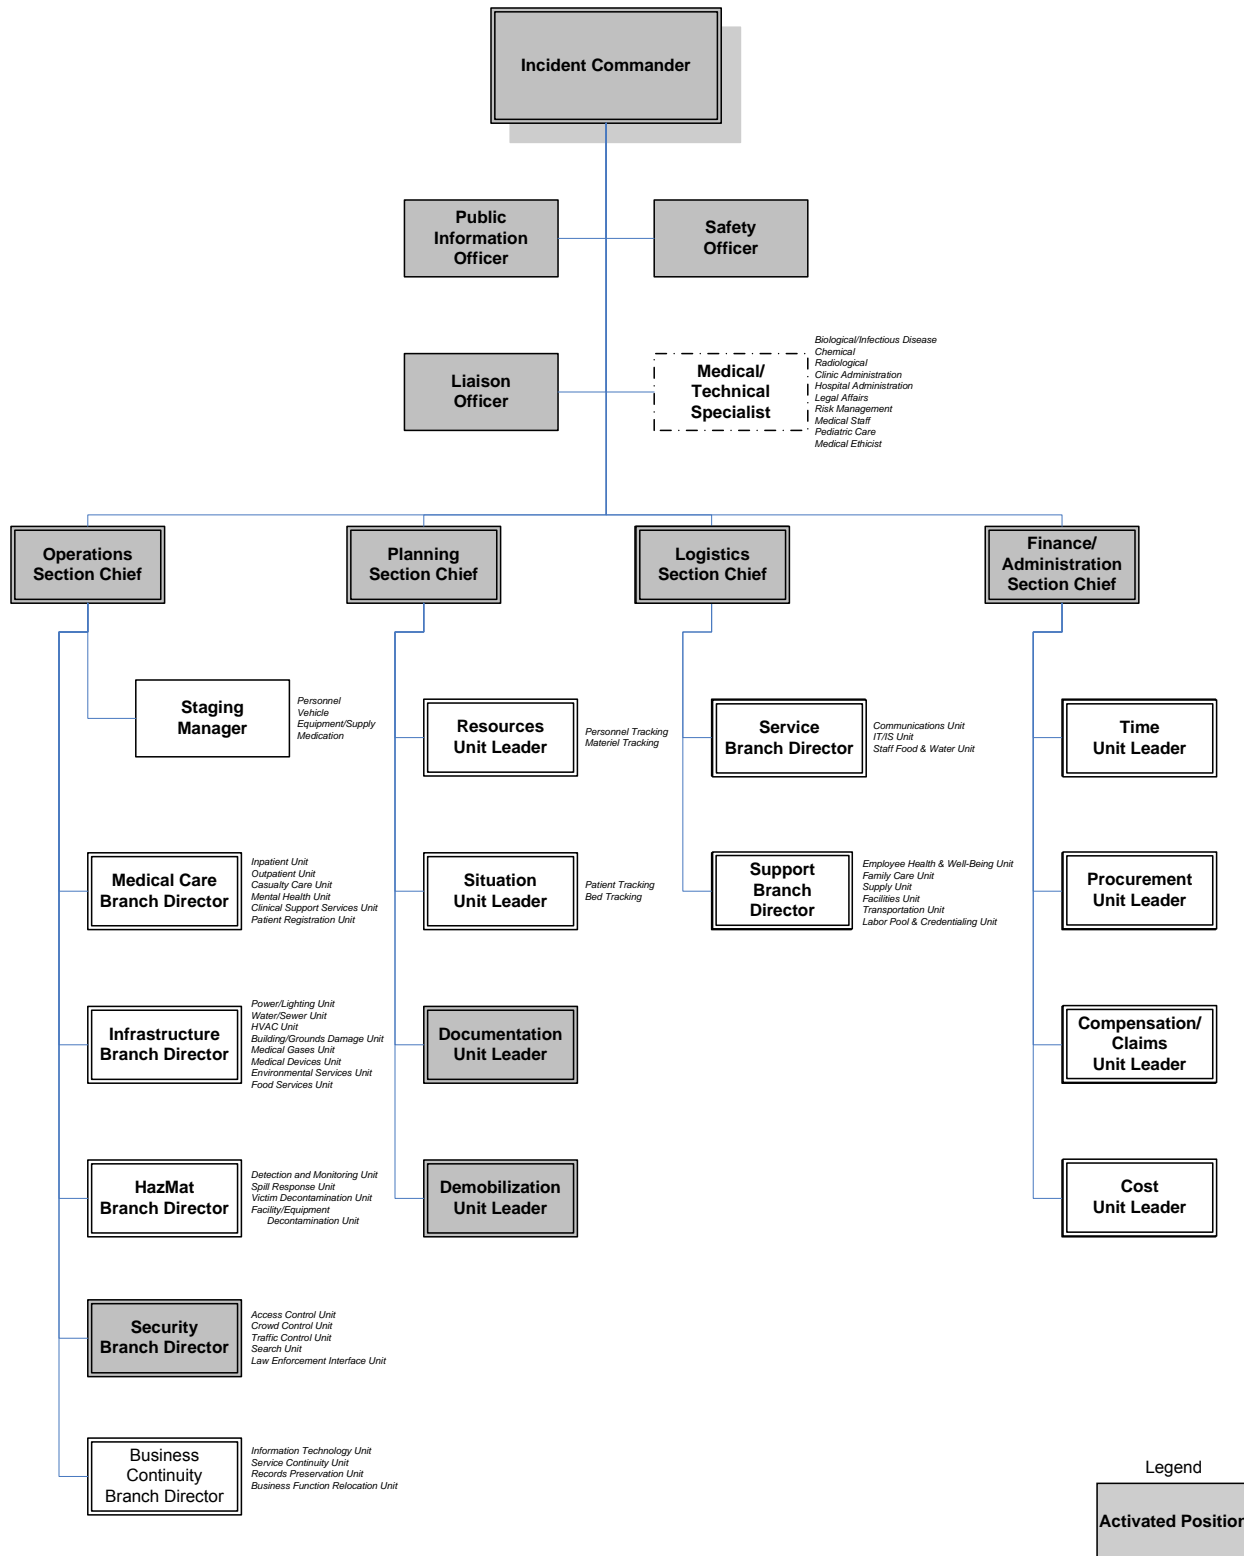 Incident Commander
Public
Information
Officer
Safety
Officer
Liaison
Officer
Medical/
Technical
Specialist
Biological/Infectious Disease
Chemical
Radiological
Clinic Administration
Hospital Administration
Legal Affairs
Risk Management
Medical Staff
Pediatric Care
Medical Ethicist
Operations
Section Chief
Planning
Section Chief
Logistics
Section Chief
Finance/
Administration
Section Chief
Staging
Manager
Personnel
Vehicle
Equipment/Supply
Medication
Resources
Unit Leader
Personnel Tracking
Materiel Tracking
Service
Branch Director
Communications Unit
IT/IS Unit
Staff Food & Water Unit
Time
Unit Leader
Medical Care
Branch Director
Inpatient Unit
Outpatient Unit
Casualty Care Unit
Mental Health Unit
Clinical Support Services Unit
Patient Registration Unit
Situation
Unit Leader
Patient Tracking
Bed Tracking
Support
Branch
Director
Employee Health & Well-Being Unit
Family Care Unit
Supply Unit
Facilities Unit
Transportation Unit
Labor Pool & Credentialing Unit
Procurement
Unit Leader
Infrastructure
Branch Director
Power/Lighting Unit
Water/Sewer Unit
HVAC Unit
Building/Grounds Damage Unit
Medical Gases Unit
Medical Devices Unit
Environmental Services Unit
Food Services Unit
Documentation
Unit Leader
Compensation/
Claims
Unit Leader
HazMat
Branch Director
Detection and Monitoring Unit
Spill Response Unit
Victim Decontamination Unit
Facility/Equipment
Decontamination Unit
Demobilization
Unit Leader
Cost
Unit Leader
Security
Branch Director
Access Control Unit
Crowd Control Unit
Traffic Control Unit
Search Unit
Law Enforcement Interface Unit
Business
Continuity
Branch Director
Information Technology Unit
Service Continuity Unit
Records Preservation Unit
Business Function Relocation Unit
Legend
Activated Position